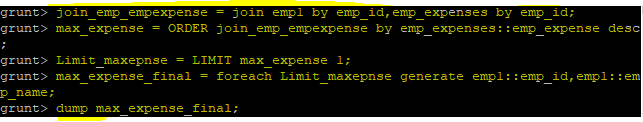 grunt> join_emp_empexpense = join emp1 by emp_id,emp_expenses by emp_id;
grunt> max_expense = ORDER join_emp_empexpense by emp_expenses::emp_expense desc
;
grunt> Limit_maxepnse = LIMIT max_expense 1;
grunt> max_expense_final = foreach Limit_maxepnse generate emp1::emp_id,emp1::em
p_name;
grunt> dump max_expense_final;